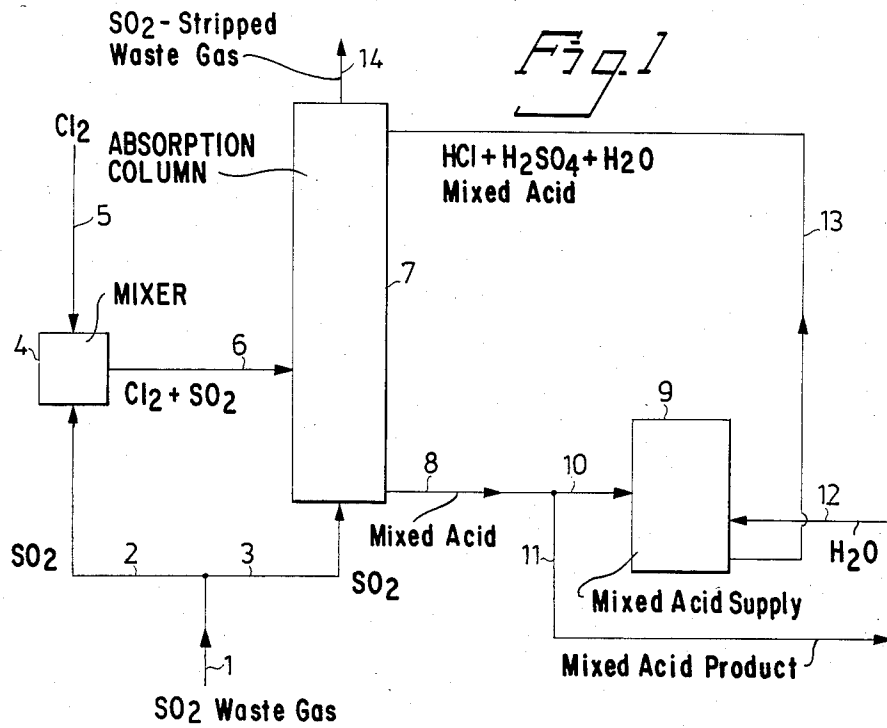 SO2-Stripped
Waste Gas
14
Fig.1
Cl2
ABSORPTION
COLUMN
HCl+H2SO4+H2O
Mixed Acid
5
13
7
MIXER
4
6
Cl2+SO2
9
8
10
12
Mixed Acid
H2O
SO2
2
3
SO2
11
Mixed Acid Supply
1
Mixed Acid Product
SO2 Waste Gas